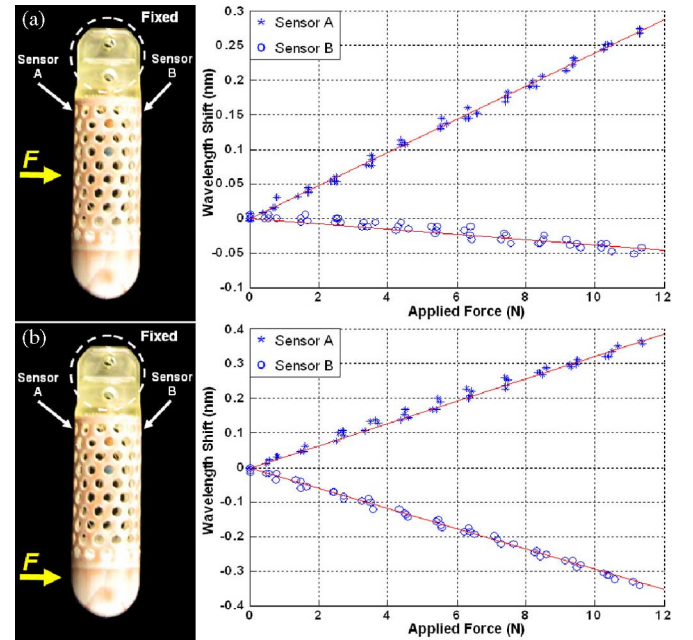 (a)
Fixed
Sensor
A
Sensor
B
F
Wavelength Shift (nm)
0.3
0.25
0.2
0.15
0.1
0.05
0
-0.05
-0.1
* Sensor A
o Sensor B
0 2 4 6 8 10 12
Applied Force (N)
(b)
Fixed
Sensor
A
Sensor
B
F
Wavelength Shift (nm)
0.4
0.3
0.2
0.1
0
-0.1
-0.2
-0.3
-0.4
* Sensor A
o Sensor B
0 2 4 6 8 10 12
Applied Force (N)